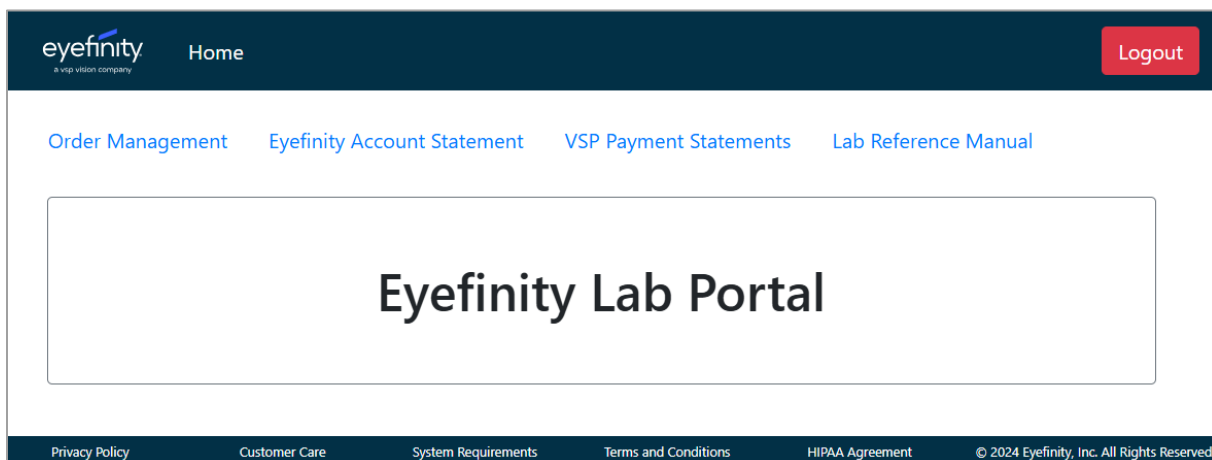 eyefinity Home Logout
a vsp vision company
Order Management Eyefinity Account Statement VSP Payment Statements Lab Reference Manual
Eyefinity Lab Portal
Privacy Policy Customer Care System Requirements Terms and Conditions HIPAA Agreement © 2024 Eyefinity, Inc. All Rights Reserved